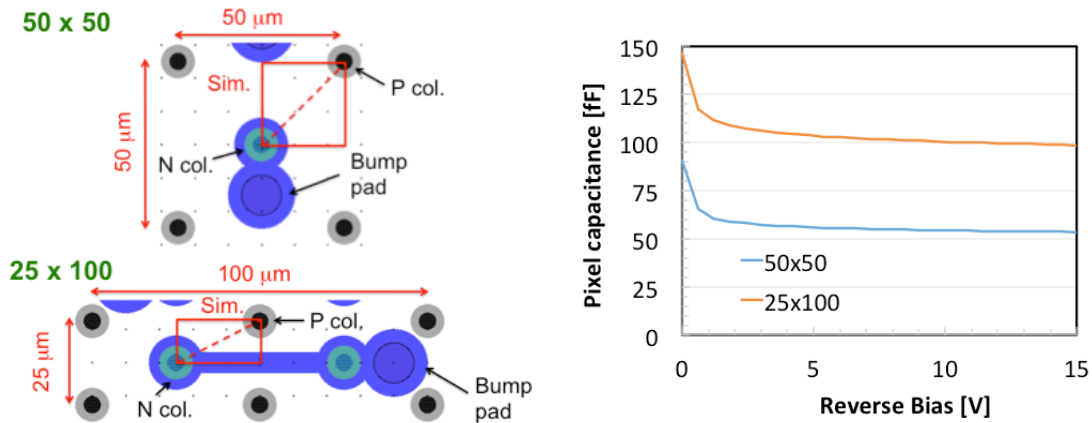 50 x 50
50 μm
Sim.
P col.
50 μm
N col.
Bump
pad
25 x 100
100 μm
Sim.
P col.
25 μm
N col.
Bump
pad
150
125
100
75
50
25
0
Pixel capacitance [fF]
50x50
25x100
0
5
10
15
Reverse Bias [V]